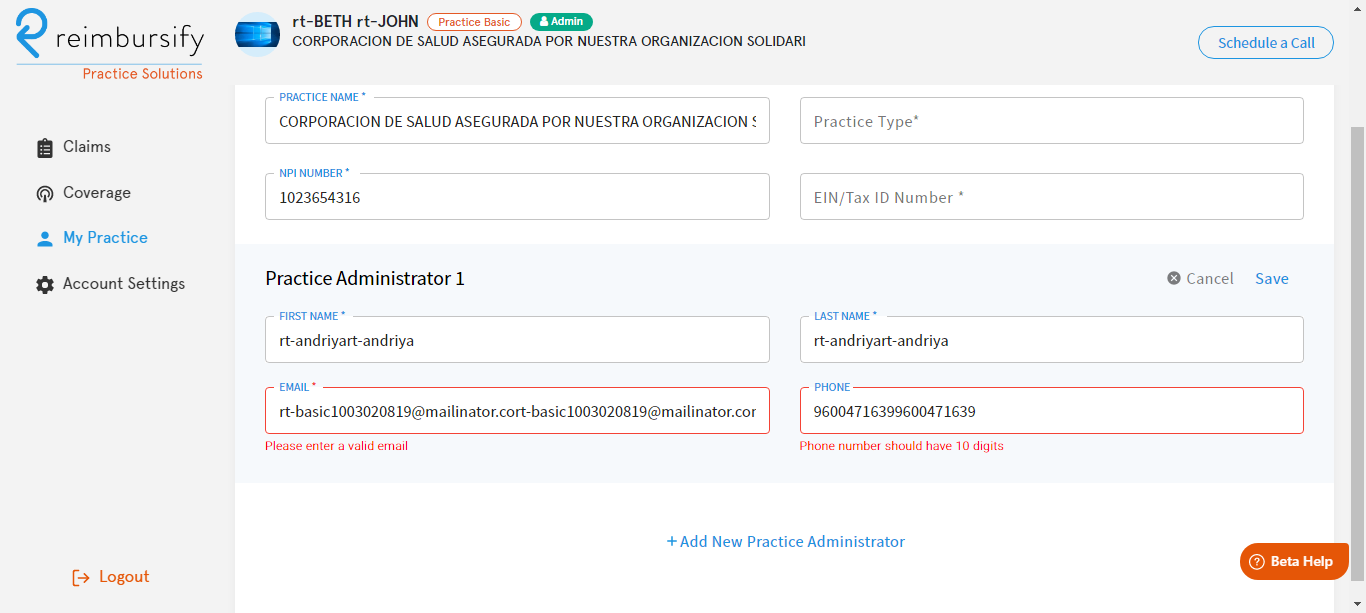 reimbursify
Practice Solutions
rt-BETH rt-JOHN Practice Basic Admin
CORPORACION DE SALUD ASEGURADA POR NUESTRA ORGANIZACION SOLIDARI
Schedule a Call
Claims
Coverage
My Practice
Account Settings
Logout
PRACTICE NAME *
CORPORACION DE SALUD ASEGURADA POR NUESTRA ORGANIZACION S
Practice Type*
NPI NUMBER *
1023654316
EIN/Tax ID Number *
Practice Administrator 1
Cancel Save
FIRST NAME *
rt-andriyart-andriya
LAST NAME *
rt-andriyart-andriya
EMAIL *
rt-basic1003020819@mailinator.cort-basic1003020819@mailinator.cor
Please enter a valid email
PHONE
96004716399600471639
Phone number should have 10 digits
+ Add New Practice Administrator
? Beta Help